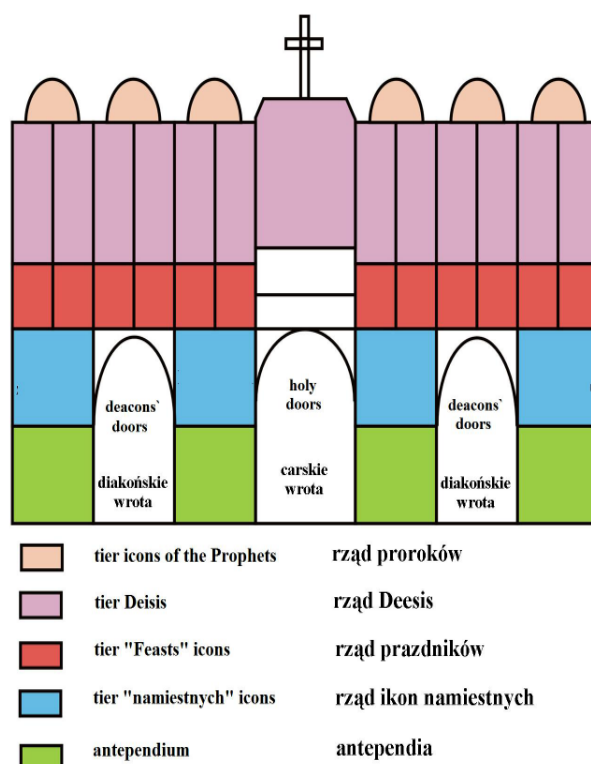 deacons`
doors
diakońskie
wrota
holy
doors
carskie
wrota
deacons`
doors
diakońskie
wrota
tier icons of the Prophets rząd proroków
tier Deisis rząd Deesis
tier "Feasts" icons rząd prazdników
tier "namiestnych" icons rząd ikon namiestnych
antependium antependia